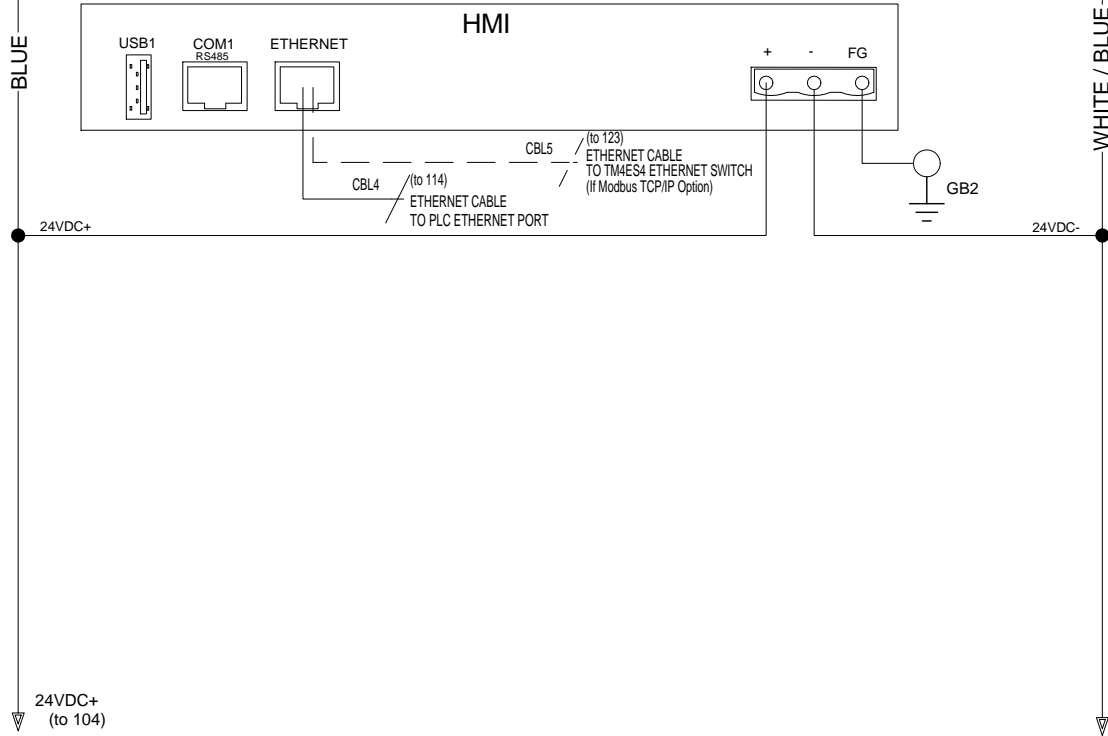 HMI
BLUE
WHITE / BLUE
USB1
COM1
RS485
ETHERNET
+
-
FG
CBL5
(to 123)
ETHERNET CABLE
TO TM4ES4 ETHERNET SWITCH
(If Modbus TCP/IP Option)
CBL4
(to 114)
ETHERNET CABLE
TO PLC ETHERNET PORT
GB2
24VDC+
24VDC-
24VDC+
(to 104)